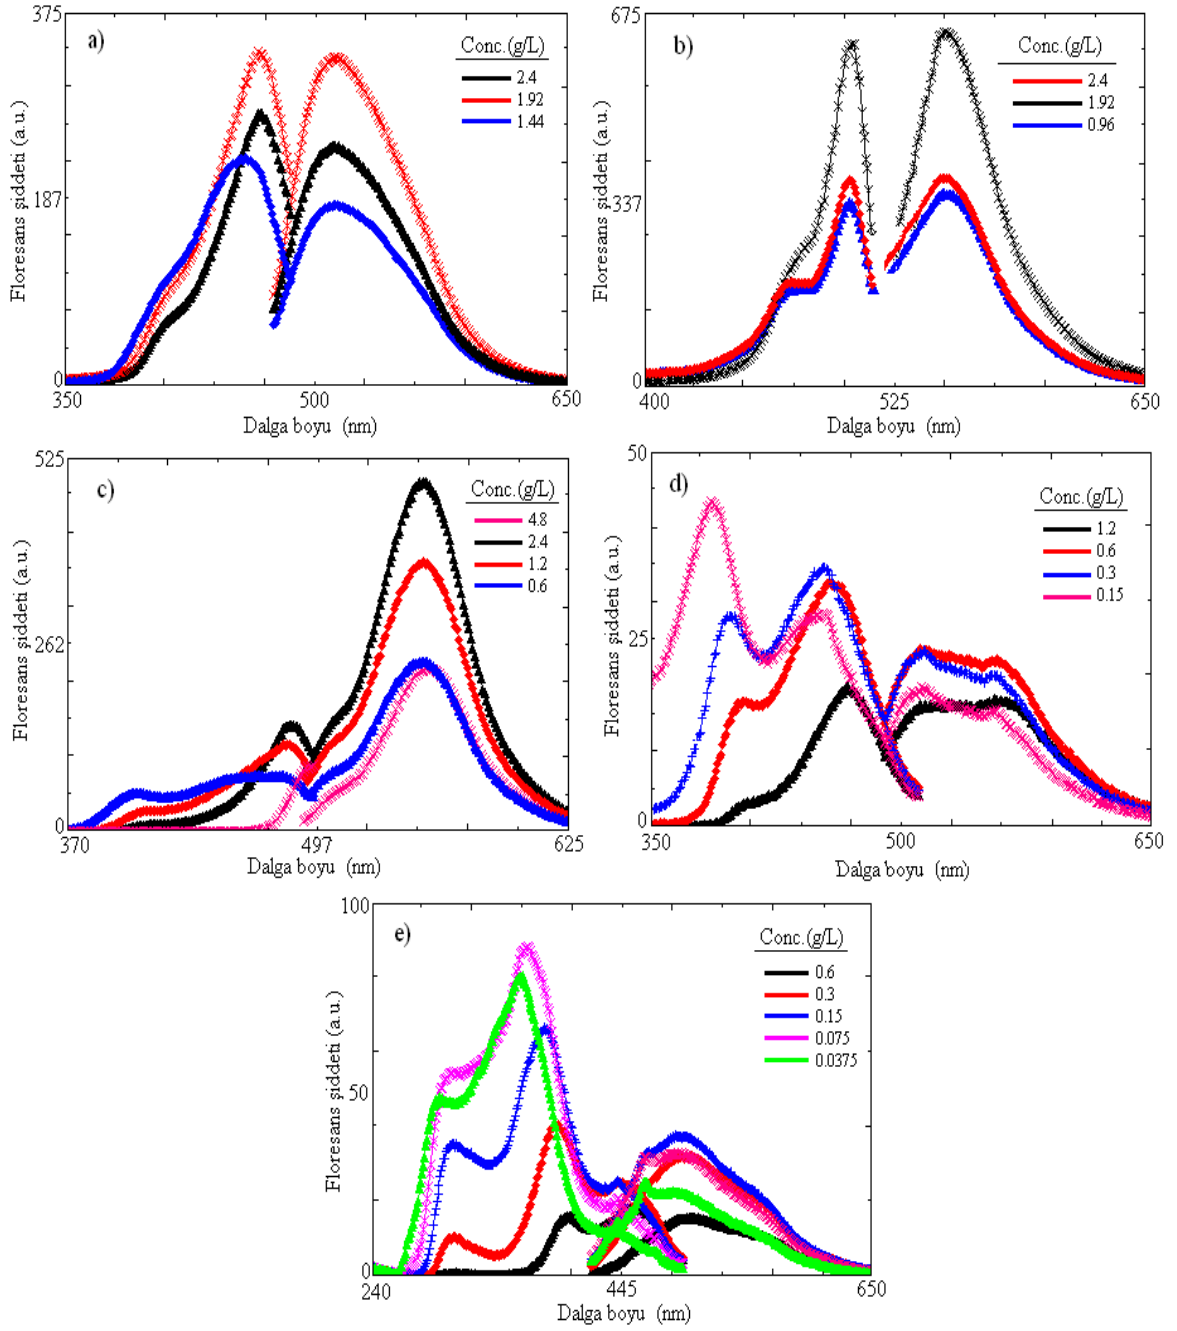 a)
375
187
0
350
500
650
Floresans şiddeti (a.u.)
Dalga boyu (nm)
Conc.(g/L)
2.4
1.92
1.44
b)
675
337
0
400
525
650
Floresans şiddeti (a.u.)
Dalga boyu (nm)
Conc.(g/L)
2.4
1.92
0.96
c)
525
262
0
370
497
625
Floresans şiddeti (a.u.)
Dalga boyu (nm)
Conc.(g/L)
4.8
2.4
1.2
0.6
d)
50
25
0
350
500
650
Floresans şiddeti (a.u.)
Dalga boyu (nm)
Conc.(g/L)
1.2
0.6
0.3
0.15
e)
100
50
0
240
445
650
Floresans şiddeti (a.u.)
Dalga boyu (nm)
Conc.(g/L)
0.6
0.3
0.15
0.075
0.0375